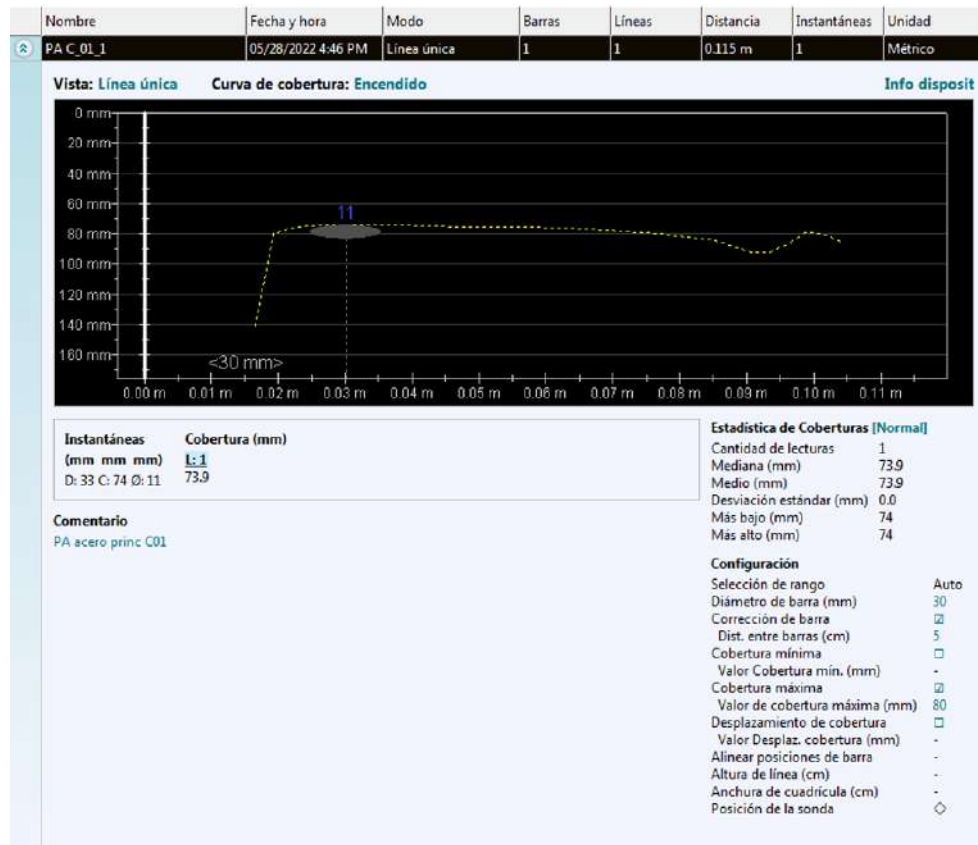 Nombre Fecha y hora Modo Barras Líneas Distancia Instantáneas Unidad
PA C_01_1 05/28/2022 4:46 PM Línea única 1 1 0.115 m 1 Métrico
Vista: Línea única Curva de cobertura: Encendido Info disposit
0 mm
20 mm
40 mm
60 mm
11
80 mm
100 mm
120 mm
140 mm
160 mm
<30 mm>
0.00 m 0.01 m 0.02 m 0.03 m 0.04 m 0.05 m 0.06 m 0.07 m 0.08 m 0.09 m 0.10 m 0.11 m
Instantáneas Cobertura (mm)
(mm mm mm) L: 1
D: 33 C: 74 Ø: 11 73.9
Comentario
PA acero princ C01
Estadística de Coberturas [Normal]
Cantidad de lecturas 1
Mediana (mm) 73.9
Medio (mm) 73.9
Desviación estándar (mm) 0.0
Más bajo (mm) 74
Más alto (mm) 74
Configuración
Selección de rango Auto
Diámetro de barra (mm) 30
Corrección de barra ☑
Dist. entre barras (cm) 5
Cobertura mínima ☐
Valor Cobertura mín. (mm) -
Cobertura máxima ☑
Valor de cobertura máxima (mm) 80
Desplazamiento de cobertura ☐
Valor Desplaz. cobertura (mm) -
Alinear posiciones de barra -
Altura de línea (cm) -
Anchura de cuadrícula (cm) -
Posición de la sonda ◇